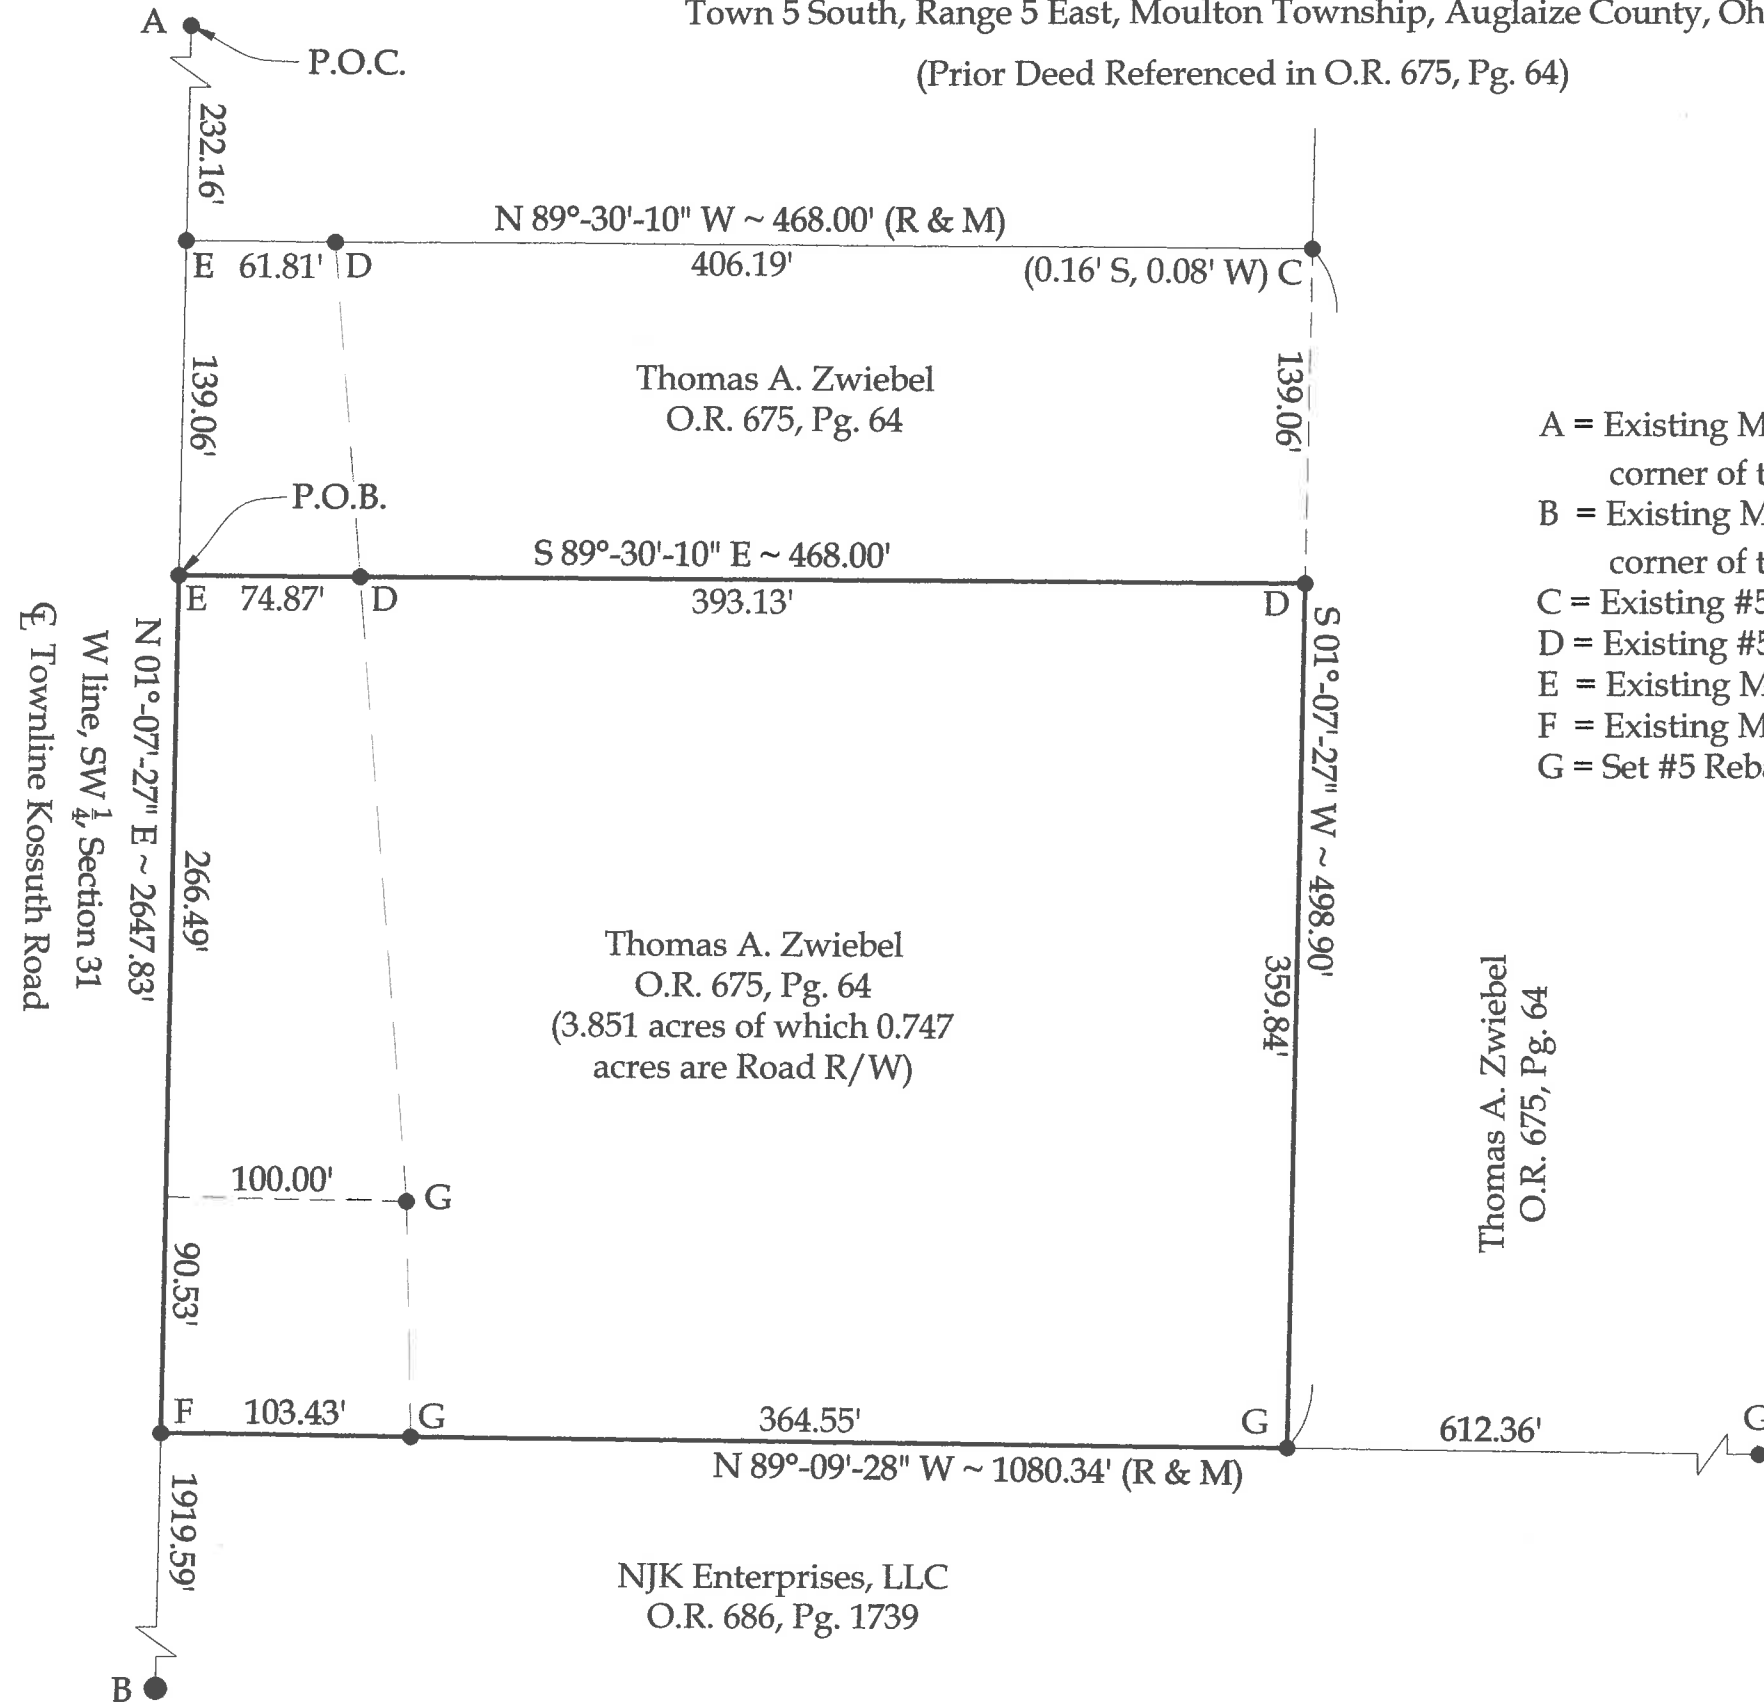 Town 5 South, Range 5 East, Moulton Township, Auglaize County, Oh
(Prior Deed Referenced in O.R. 675, Pg. 64)
A
P.O.C.
232.16'
N 89°-30'-10" W ~ 468.00' (R & M)
E 61.81' D
406.19'
(0.16' S, 0.08' W) C
139.06'
Thomas A. Zwiebel
O.R. 675, Pg. 64
139.06'
P.O.B.
S 89°-30'-10" E ~ 468.00'
E 74.87' D
393.13'
D
A = Existing M
corner of t
B = Existing M
corner of t
C = Existing #5
D = Existing #5
E = Existing M
F = Existing M
G = Set #5 Reb
℄ Townline Kossuth Road
W line, SW 1/4, Section 31
N 01°-07'-27" E ~ 2647.83'
266.49'
S 01°-07'-27" W ~ 498.90'
359.84'
Thomas A. Zwiebel
O.R. 675, Pg. 64
(3.851 acres of which 0.747
acres are Road R/W)
Thomas A. Zwiebel
O.R. 675, Pg. 64
100.00' G
90.53'
F 103.43' G
364.55'
G
612.36'
G
N 89°-09'-28" W ~ 1080.34' (R & M)
1919.59'
NJK Enterprises, LLC
O.R. 686, Pg. 1739
B